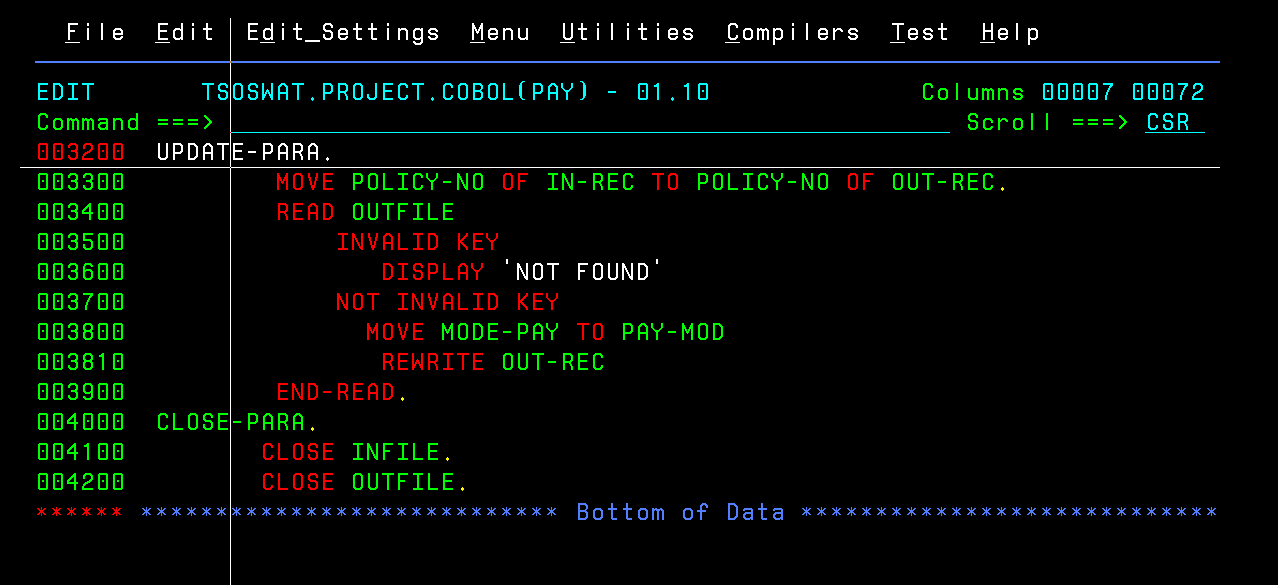 File Edit Edit_Settings Menu Utilities Compilers Test Help
EDIT TSOSWAT.PROJECT.COBOL(PAY) - 01.10 Columns 00007 00072
Command ===> Scroll ===> CSR
003200 UPDATE-PARA.
003300 MOVE POLICY-NO OF IN-REC TO POLICY-NO OF OUT-REC.
003400 READ OUTFILE
003500 INVALID KEY
003600 DISPLAY 'NOT FOUND'
003700 NOT INVALID KEY
003800 MOVE MODE-PAY TO PAY-MOD
003810 REWRITE OUT-REC
003900 END-READ.
004000 CLOSE-PARA.
004100 CLOSE INFILE.
004200 CLOSE OUTFILE.
****** **************************** Bottom of Data ****************************